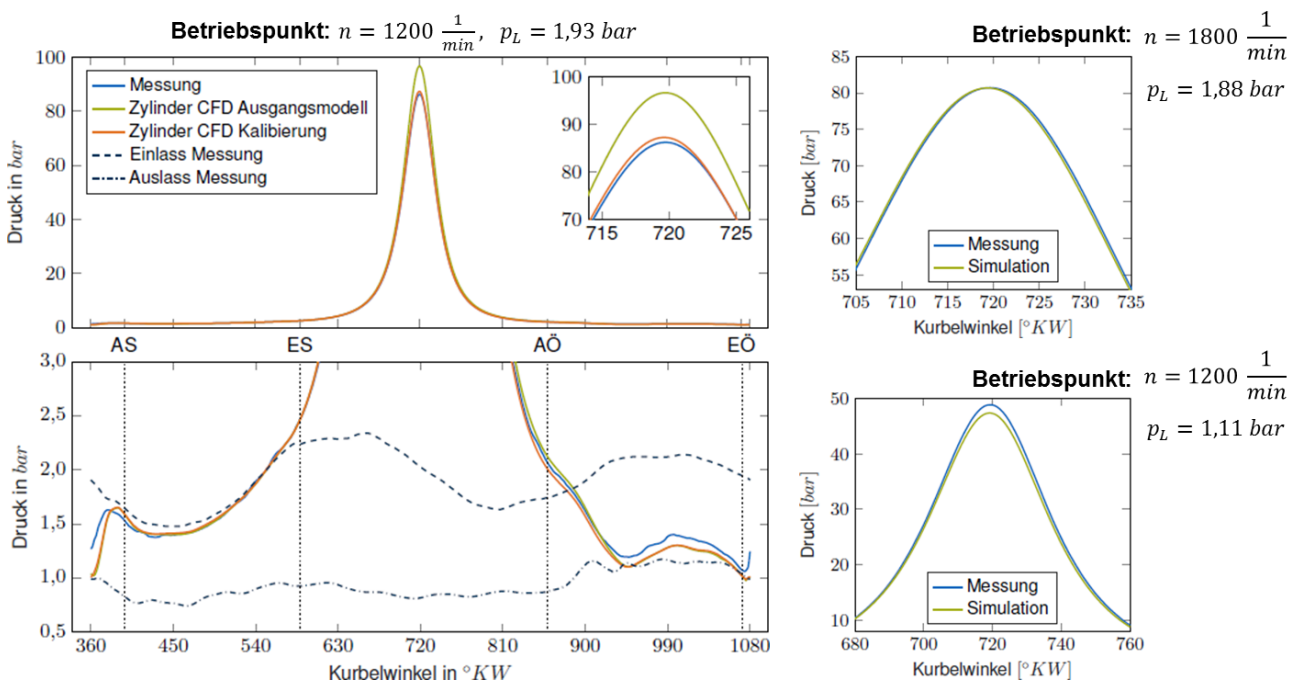 Betriebspunkt: n = 1200 1/min, p_L = 1,93 bar
100
80
60
40
20
0
Druck in bar
Messung
Zylinder CFD Ausgangsmodell
Zylinder CFD Kalibierung
Einlass Messung
Auslass Messung
100
90
80
70
715 720 725
AS ES AÖ EÖ
3,0
2,5
2,0
1,5
1,0
0,5
Druck in bar
360 450 540 630 720 810 900 990 1080
Kurbelwinkel in °KW
Betriebspunkt: n = 1800 1/min
p_L = 1,88 bar
85
80
75
70
65
60
55
Druck [bar]
Messung
Simulation
705 710 715 720 725 730 735
Kurbelwinkel [°KW]
Betriebspunkt: n = 1200 1/min
p_L = 1,11 bar
50
40
30
20
10
Druck [bar]
Messung
Simulation
680 700 720 740 760
Kurbelwinkel [°KW]